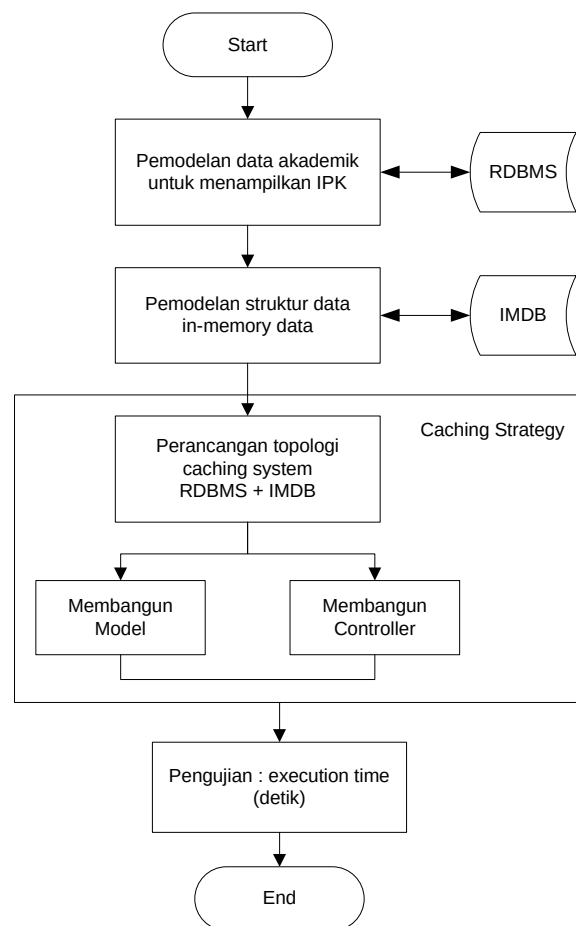 Start
Pemodelan data akademik
untuk menampilkan IPK
RDBMS
Pemodelan struktur data
in-memory data
IMDB
Caching Strategy
Perancangan topologi
caching system
RDBMS + IMDB
Membangun
Model
Membangun
Controller
Pengujian : execution time
(detik)
End